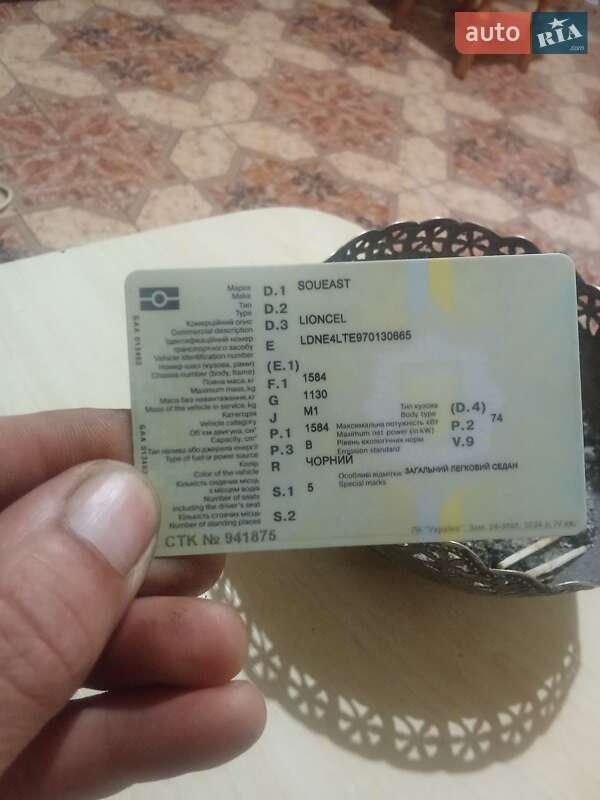 auto RIA.com
Марка
Make
D.1 SOUEAST
Тип
Type
D.2
Комерційний опис
Commercial description
D.3 LIONCEL
Ідентифікаційний номер
транспортного засобу
Vehicle identification number
E LDNE4LTE970130665
Номер шасі (кузова, рами)
Chassis number (body, frame)
(E.1)
Повна маса, кг
Maximum mass, kg
F.1 1584
Маса без навантаження, кг
Mass of the vehicle in service, kg
G 1130
Категорія
Vehicle category
J M1
Об'єм двигуна, см³
Capacity, cm³
P.1 1584
Тип палива або джерела енергії
Type of fuel or power source
P.3 B
Колір
Color of the vehicle
R ЧОРНИЙ
Кількість сидячих місць
з місцем водія
Number of seats
including the driver's seat
S.1 5
Кількість стоячих місць
Number of standing places
S.2
Тип кузова
Body type
(D.4)
Максимальна потужність кВт
Maximum net power (in kW)
P.2 74
Рівень екологічних норм
Emission standard
V.9
Особливі відмітки: ЗАГАЛЬНИЙ ЛЕГКОВИЙ СЕДАН
Special marks
СТК № 941875